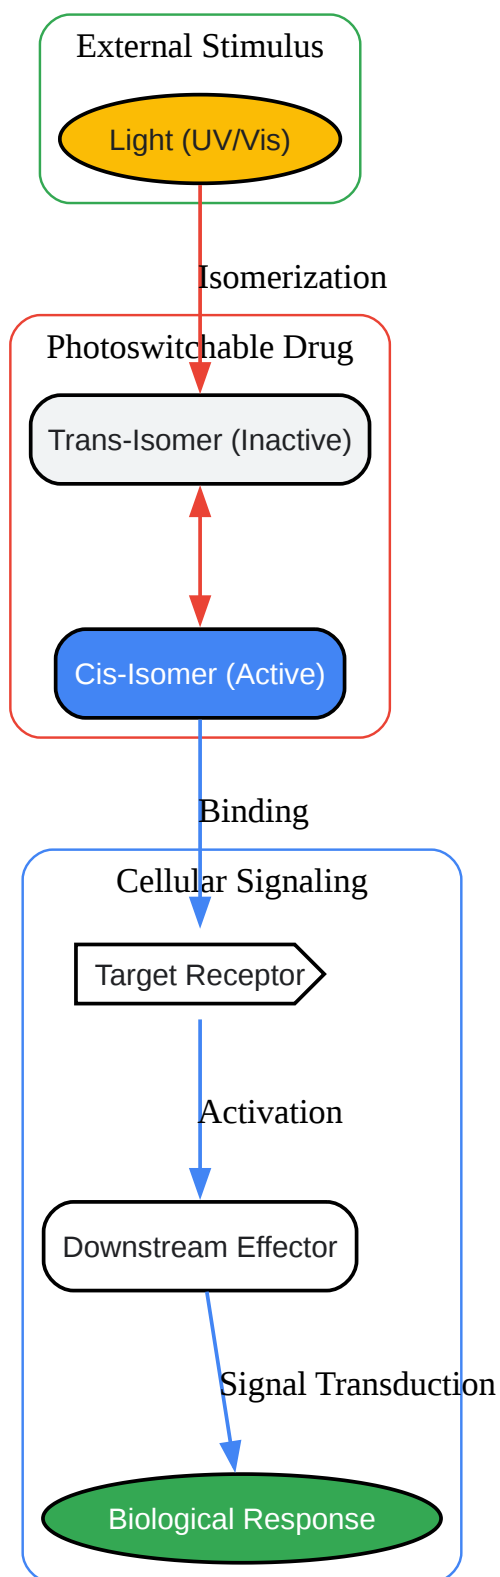 External Stimulus
Light (UV/Vis)
Isomerization
Photoswitchable Drug
Trans-Isomer (Inactive)
Cis-Isomer (Active)
Binding
Cellular Signaling
Target Receptor
Activation
Downstream Effector
Signal Transduction
Biological Response